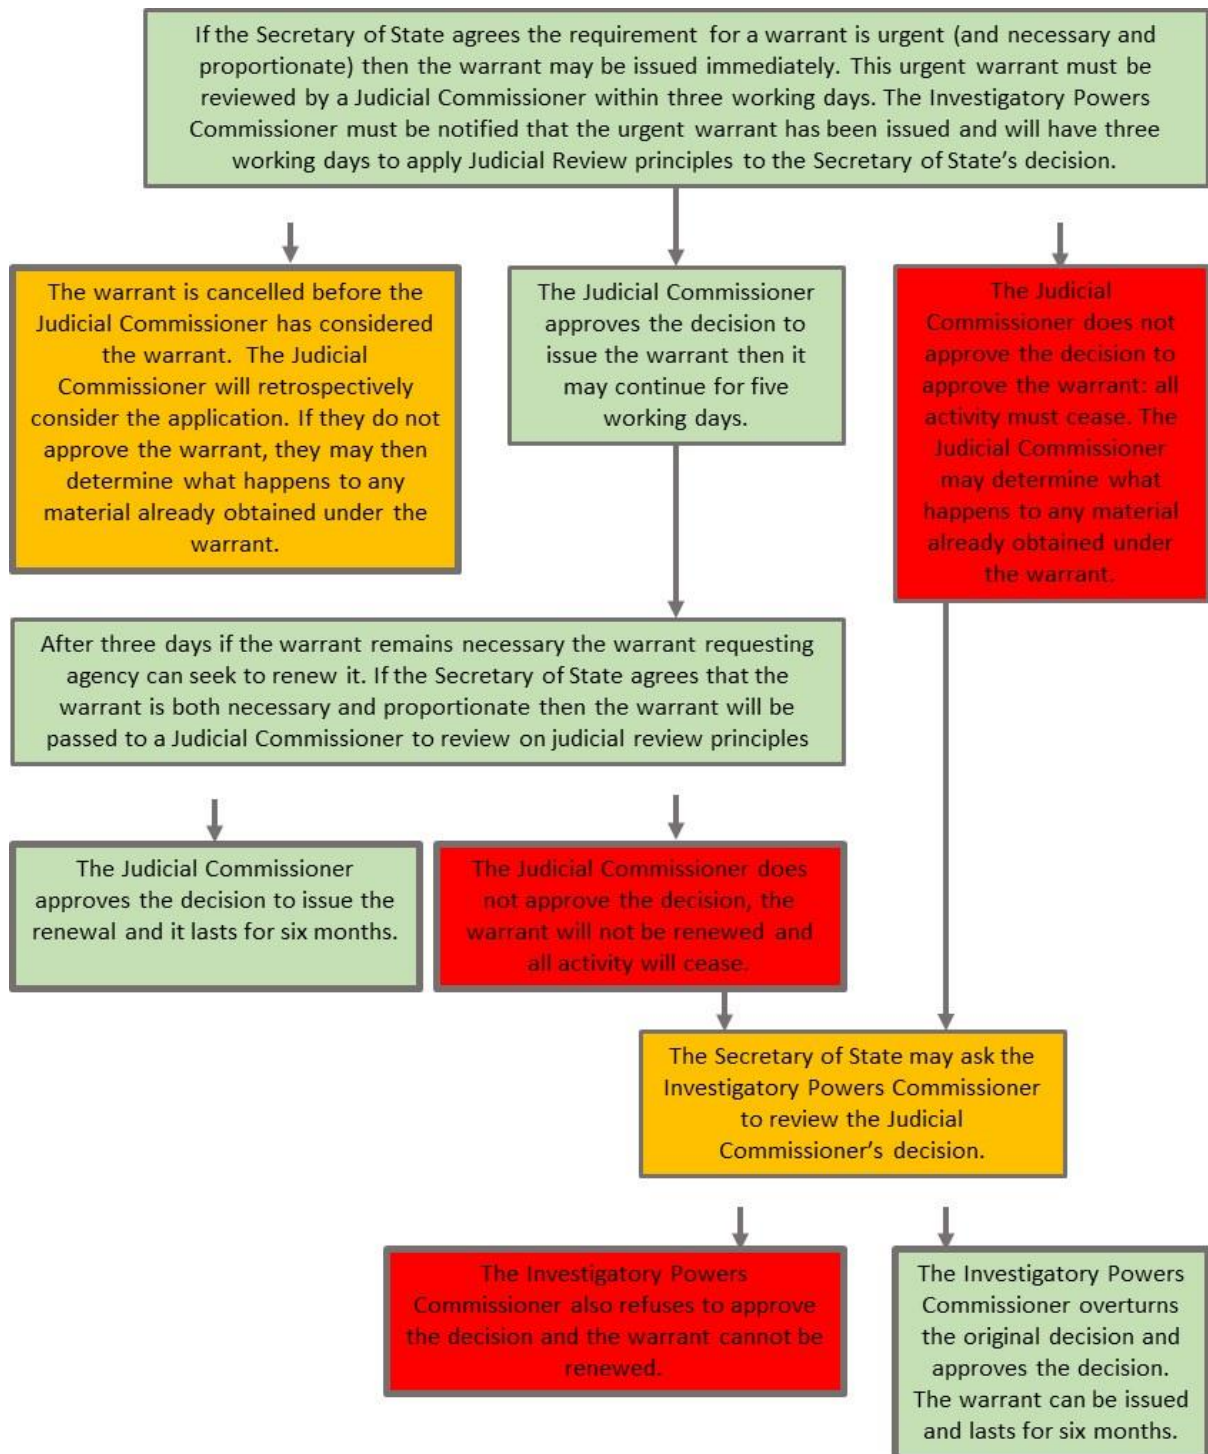 If the Secretary of State agrees the requirement for a warrant is urgent (and necessary and
proportionate) then the warrant may be issued immediately. This urgent warrant must be
reviewed by a Judicial Commissioner within three working days. The Investigatory Powers
Commissioner must be notified that the urgent warrant has been issued and will have three
working days to apply Judicial Review principles to the Secretary of State’s decision.
The warrant is cancelled before the
Judicial Commissioner has considered
the warrant. The Judicial
Commissioner will retrospectively
consider the application. If they do not
approve the warrant, they may then
determine what happens to any
material already obtained under the
warrant.
The Judicial Commissioner
approves the decision to
issue the warrant then it
may continue for five
working days.
The Judicial
Commissioner does not
approve the decision to
approve the warrant: all
activity must cease. The
Judicial Commissioner
may determine what
happens to any material
already obtained under
the warrant.
After three days if the warrant remains necessary the warrant requesting
agency can seek to renew it. If the Secretary of State agrees that the
warrant is both necessary and proportionate then the warrant will be
passed to a Judicial Commissioner to review on judicial review principles
The Judicial Commissioner
approves the decision to issue the
renewal and it lasts for six months.
The Judicial Commissioner does
not approve the decision, the
warrant will not be renewed and
all activity will cease.
The Secretary of State may ask the
Investigatory Powers Commissioner
to review the Judicial
Commissioner’s decision.
The Investigatory Powers
Commissioner also refuses to approve
the decision and the warrant cannot be
renewed.
The Investigatory Powers
Commissioner overturns
the original decision and
approves the decision.
The warrant can be issued
and lasts for six months.